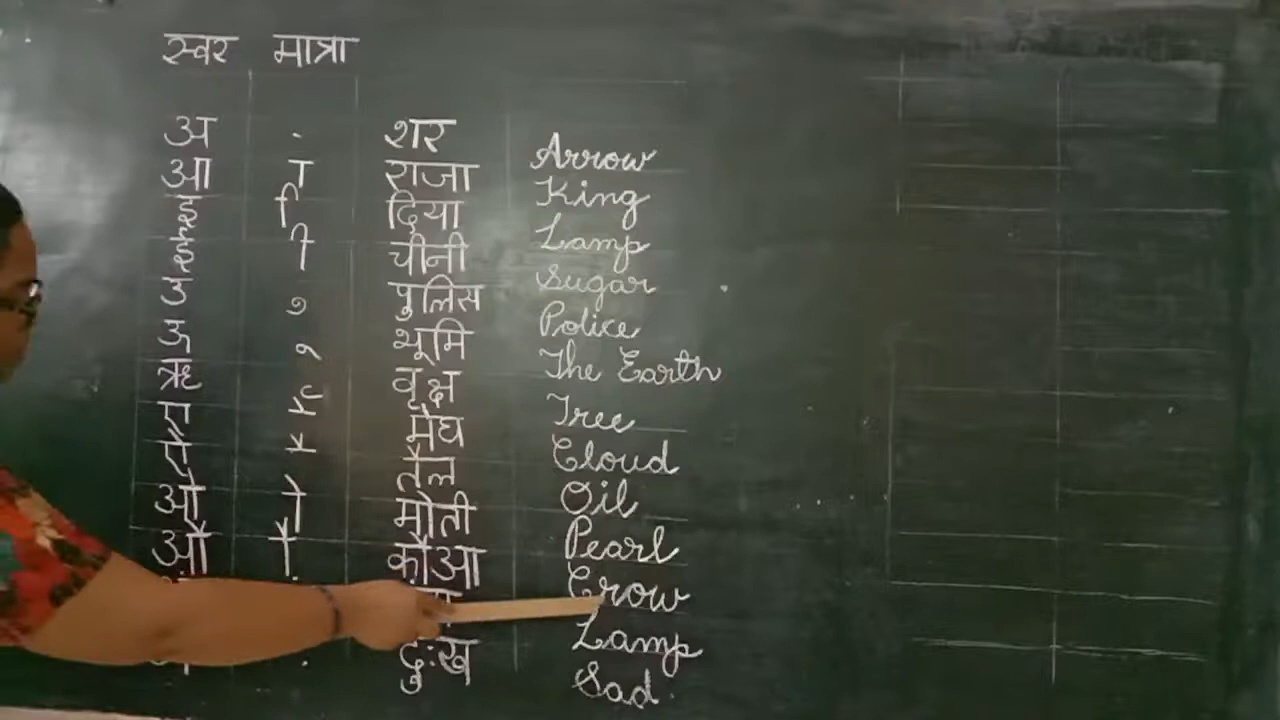 स्वर मात्रा
अ . शर Arrow
आ ा राजा King
इ ि दिया Lamp
ई ी चीनी Sugar
उ ु पुलिस Police
ऊ ू भूमि The Earth
ऋ ृ वृक्ष Tree
ए े मेघ Cloud
ऐ ै तैल Oil
ओ ो मोती Pearl
औ ौ कौआ Crow
Lamp
दुःख Sad.